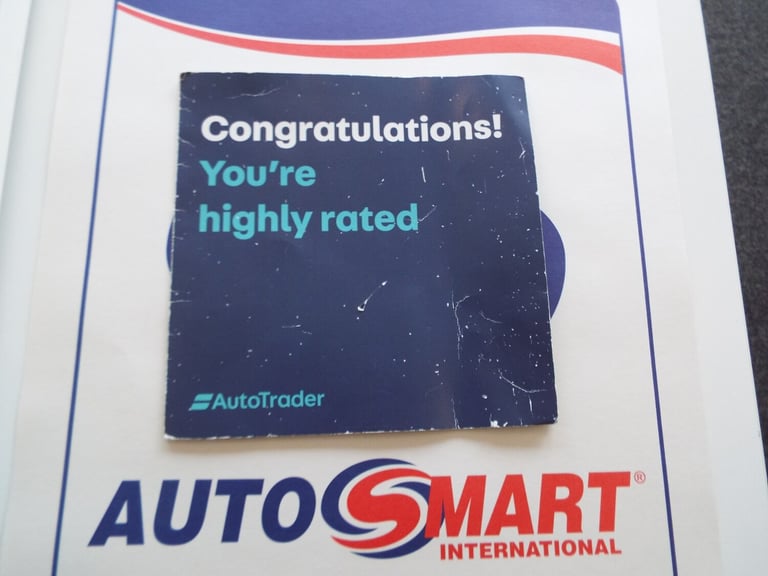 Congratulations!
You're
highly rated
AutoTrader
AUTOSMART®
INTERNATIONAL